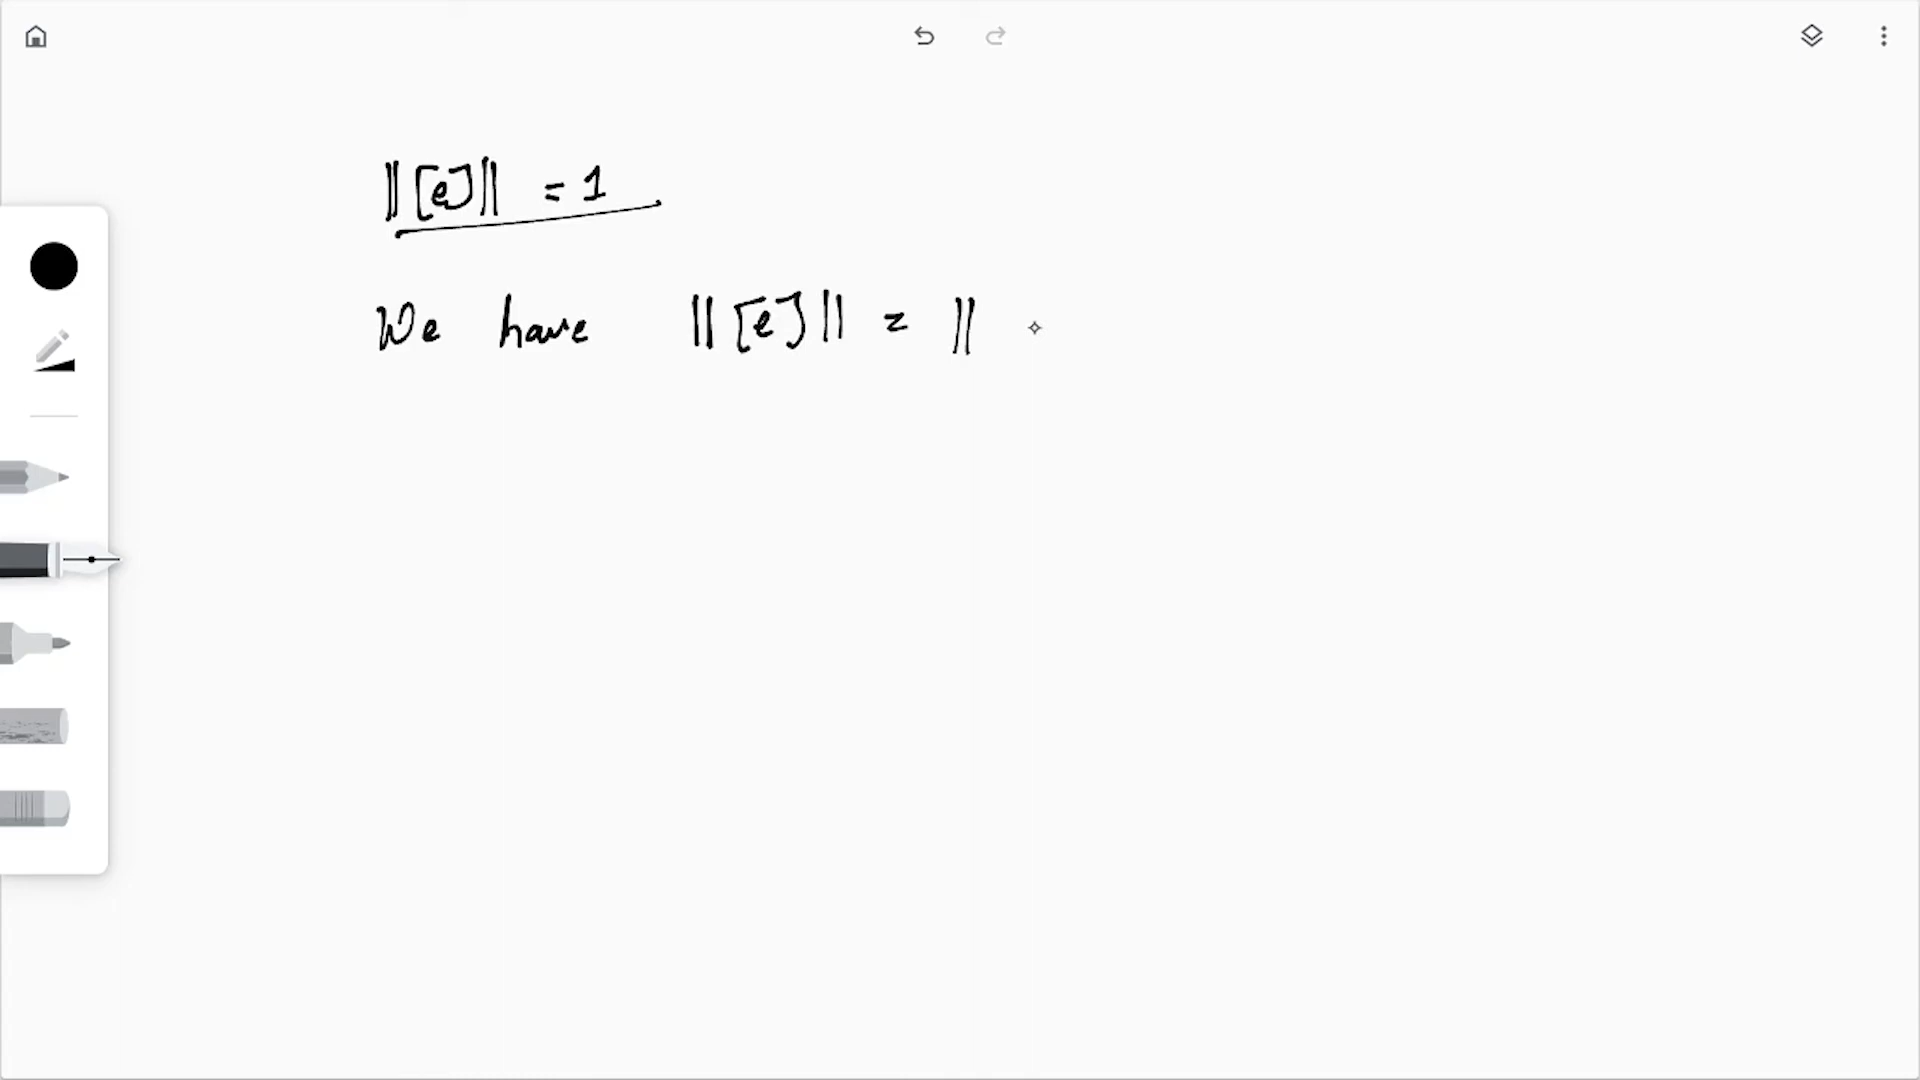 ||[e]|| = 1
We have ||[e]|| = ||